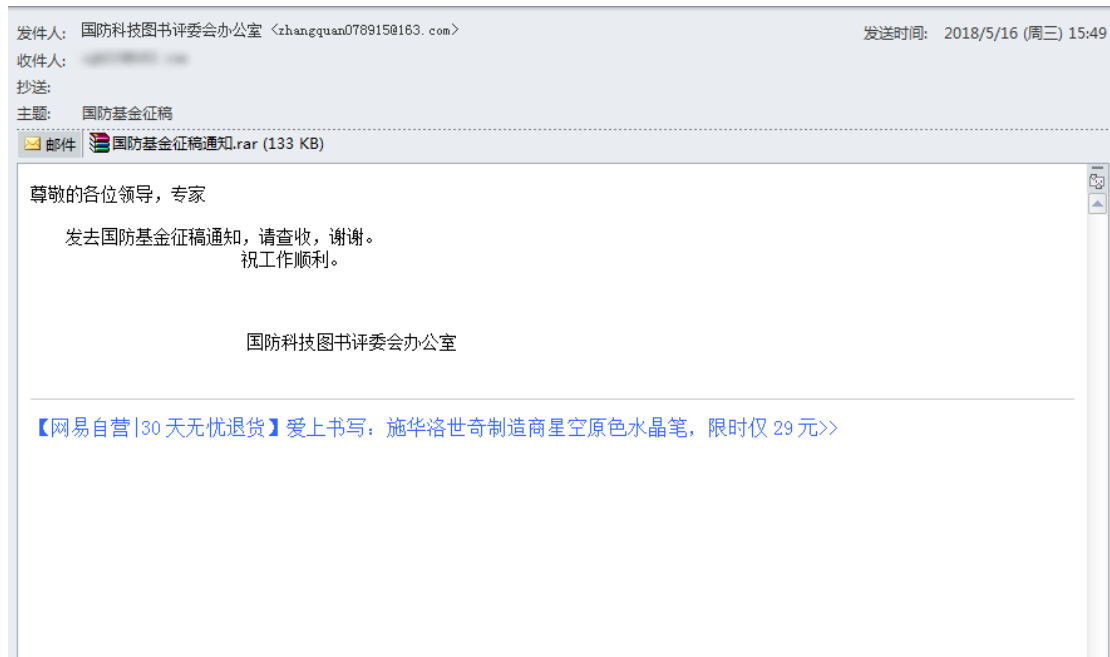 发件人: 国防科技图书评委会办公室 <zhangquan078915@163.com>
发送时间: 2018/5/16 (周三) 15:49
收件人:
抄送:
主题: 国防基金征稿
邮件 国防基金征稿通知.rar (133 KB)
尊敬的各位领导，专家
发去国防基金征稿通知，请查收，谢谢。
祝工作顺利。
国防科技图书评委会办公室
【网易自营|30 天无忧退货】爱上书写：施华洛世奇制造商星空原色水晶笔，限时仅 29 元>>